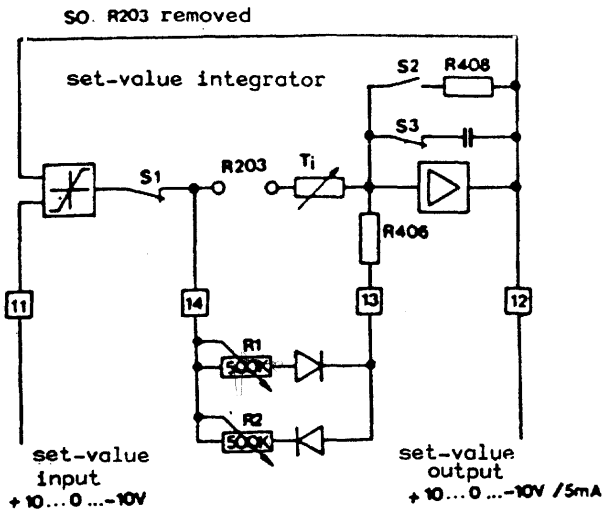 SO. R203 removed
set-value integrator
S2
R408
S3
S1
R203
Ti
R406
11
14
13
12
R1
500K
R2
500K
set-value
input
+10...0...-10V
set-value
output
+10...0...-10V /5mA